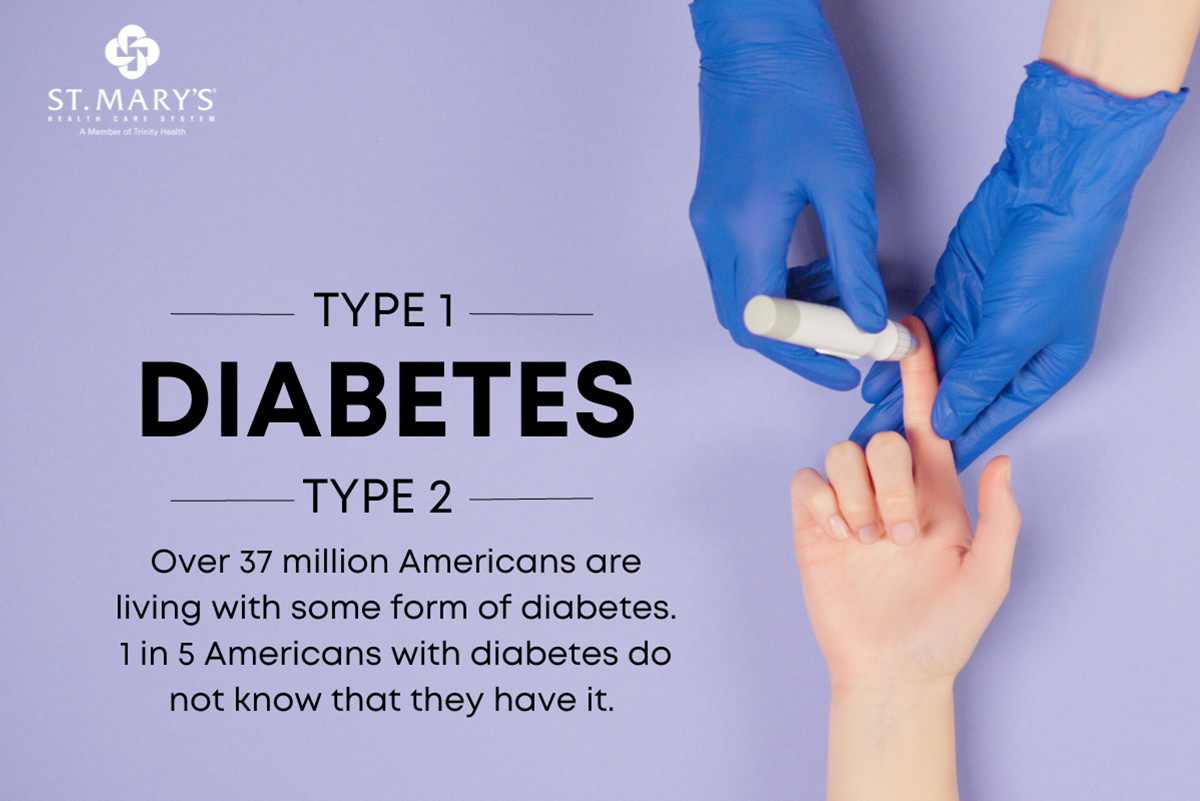 ST. MARY'S®
HEALTH CARE SYSTEM
A Member of Trinity Health
TYPE 1
DIABETES
TYPE 2
Over 37 million Americans are
living with some form of diabetes.
1 in 5 Americans with diabetes do
not know that they have it.